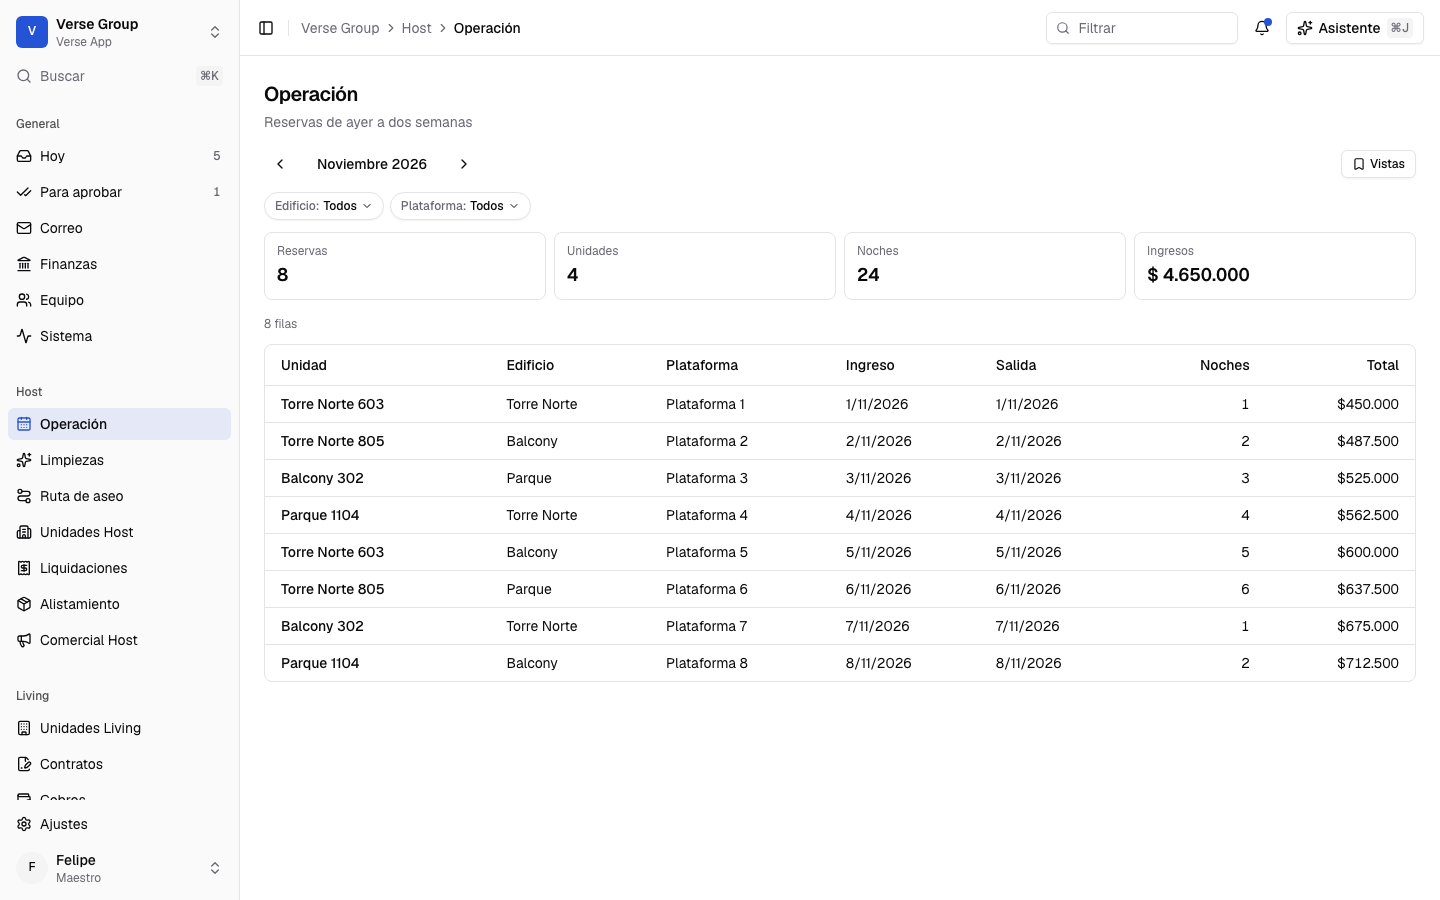 V
Verse Group
Verse App
Buscar ⌘K
General
Hoy 5
Para aprobar 1
Correo
Finanzas
Equipo
Sistema
Host
Operación
Limpiezas
Ruta de aseo
Unidades Host
Liquidaciones
Alistamiento
Comercial Host
Living
Unidades Living
Contratos
Cobros
Ajustes
F
Felipe
Maestro
Verse Group > Host > Operación
Filtrar
Asistente ⌘J
Operación
Reservas de ayer a dos semanas
Noviembre 2026
Vistas
Edificio: Todos
Plataforma: Todos
Reservas
8
Unidades
4
Noches
24
Ingresos
$ 4.650.000
8 filas
Unidad Edificio Plataforma Ingreso Salida Noches Total
Torre Norte 603 Torre Norte Plataforma 1 1/11/2026 1/11/2026 1 $450.000
Torre Norte 805 Balcony Plataforma 2 2/11/2026 2/11/2026 2 $487.500
Balcony 302 Parque Plataforma 3 3/11/2026 3/11/2026 3 $525.000
Parque 1104 Torre Norte Plataforma 4 4/11/2026 4/11/2026 4 $562.500
Torre Norte 603 Balcony Plataforma 5 5/11/2026 5/11/2026 5 $600.000
Torre Norte 805 Parque Plataforma 6 6/11/2026 6/11/2026 6 $637.500
Balcony 302 Torre Norte Plataforma 7 7/11/2026 7/11/2026 1 $675.000
Parque 1104 Balcony Plataforma 8 8/11/2026 8/11/2026 2 $712.500